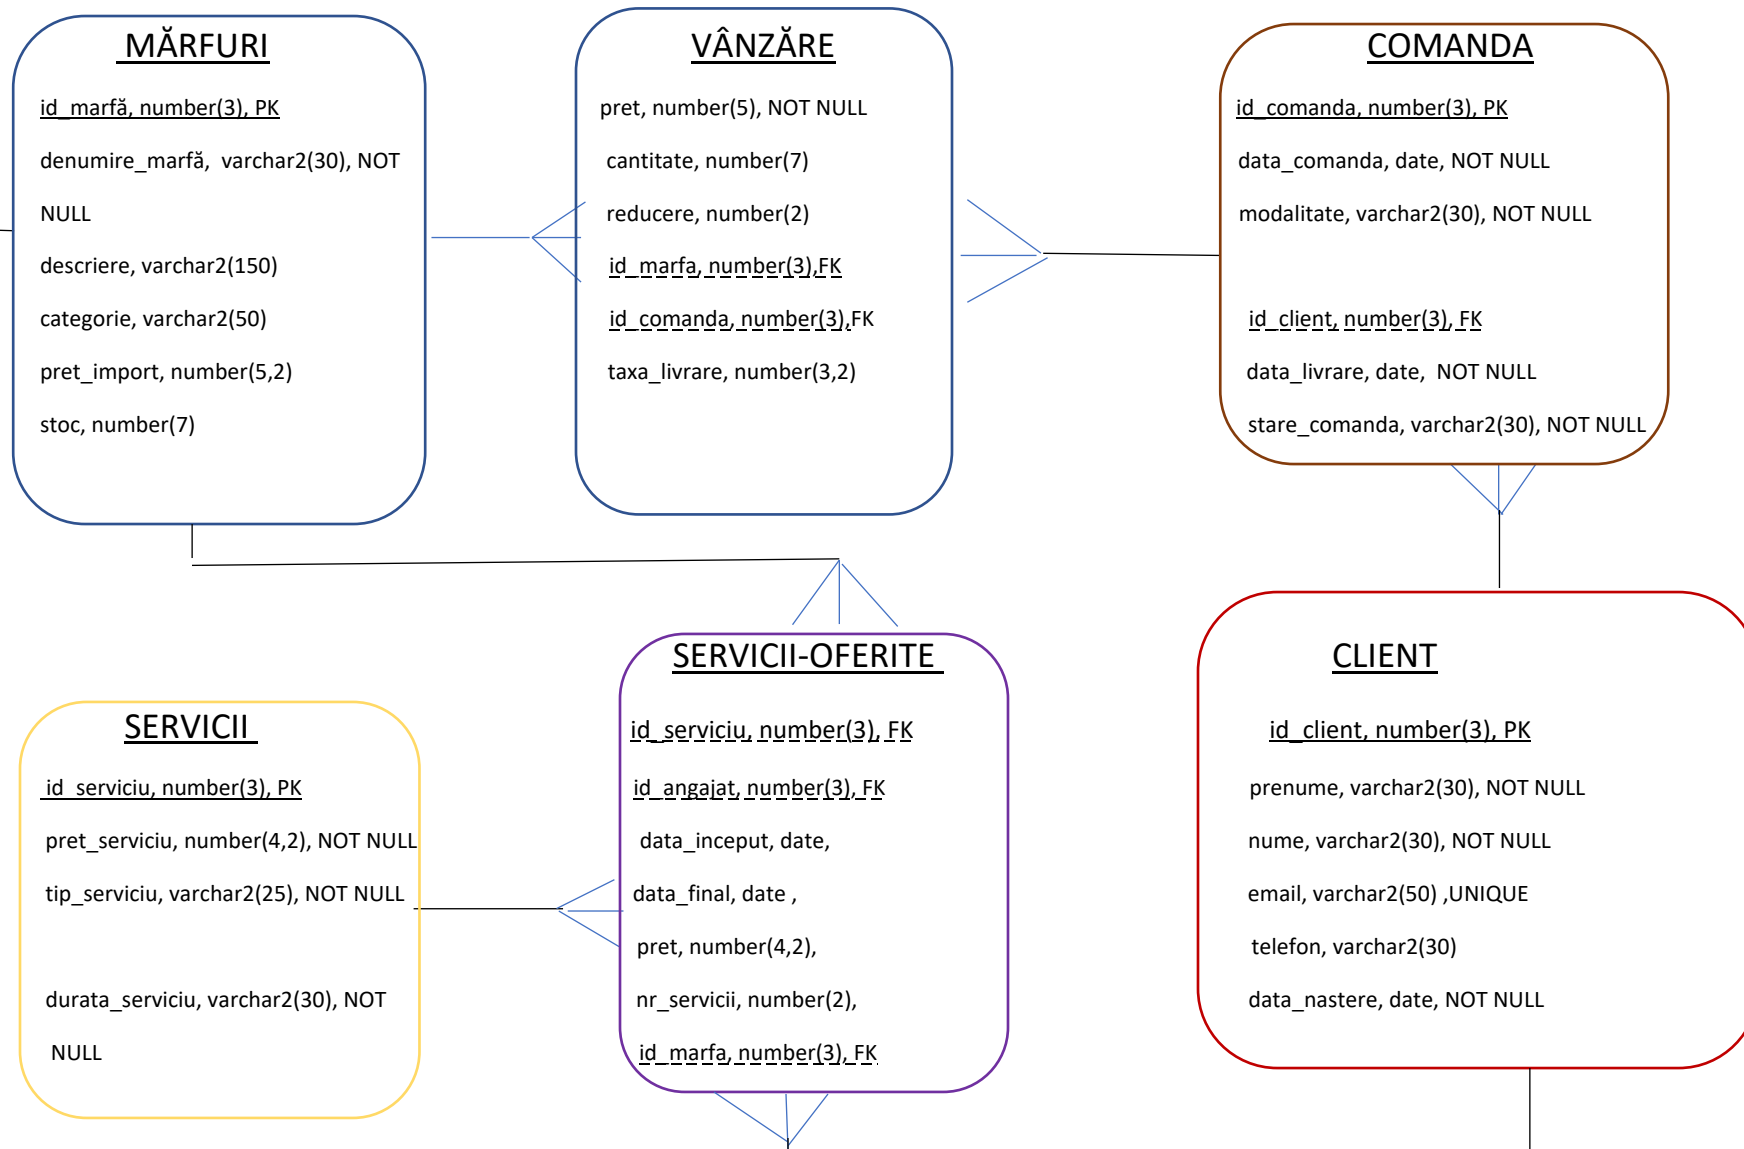 MĂRFURI
id_marfă, number(3), PK
denumire_marfă, varchar2(30), NOT
NULL
descriere, varchar2(150)
categorie, varchar2(50)
pret_import, number(5,2)
stoc, number(7)
VÂNZĂRE
pret, number(5), NOT NULL
cantitate, number(7)
reducere, number(2)
id_marfa, number(3),FK
id_comanda, number(3),FK
taxa_livrare, number(3,2)
COMANDA
id_comanda, number(3), PK
data_comanda, date, NOT NULL
modalitate, varchar2(30), NOT NULL
id_client, number(3), FK
data_livrare, date, NOT NULL
stare_comanda, varchar2(30), NOT NULL
SERVICII
id_serviciu, number(3), PK
pret_serviciu, number(4,2), NOT NULL
tip_serviciu, varchar2(25), NOT NULL
durata_serviciu, varchar2(30), NOT
NULL
SERVICII-OFERITE
id_serviciu, number(3), FK
id_angajat, number(3), FK
data_inceput, date,
data_final, date ,
pret, number(4,2),
nr_servicii, number(2),
id_marfa, number(3), FK
CLIENT
id_client, number(3), PK
prenume, varchar2(30), NOT NULL
nume, varchar2(30), NOT NULL
email, varchar2(50) ,UNIQUE
telefon, varchar2(30)
data_nastere, date, NOT NULL